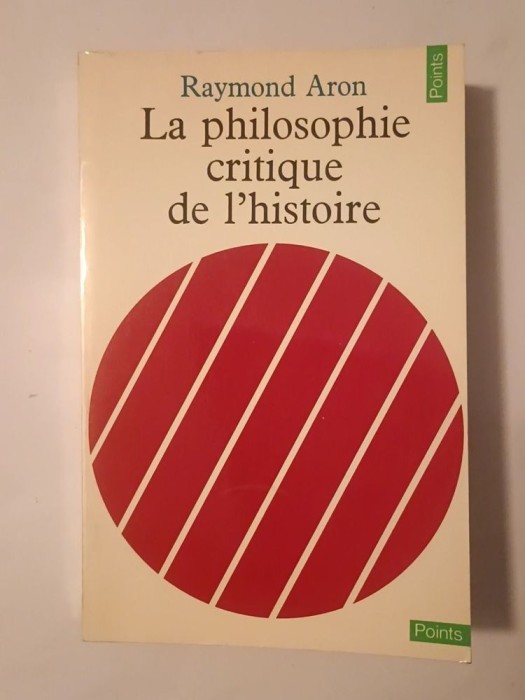 Points
Raymond Aron
La philosophie
critique
de l'histoire
Points